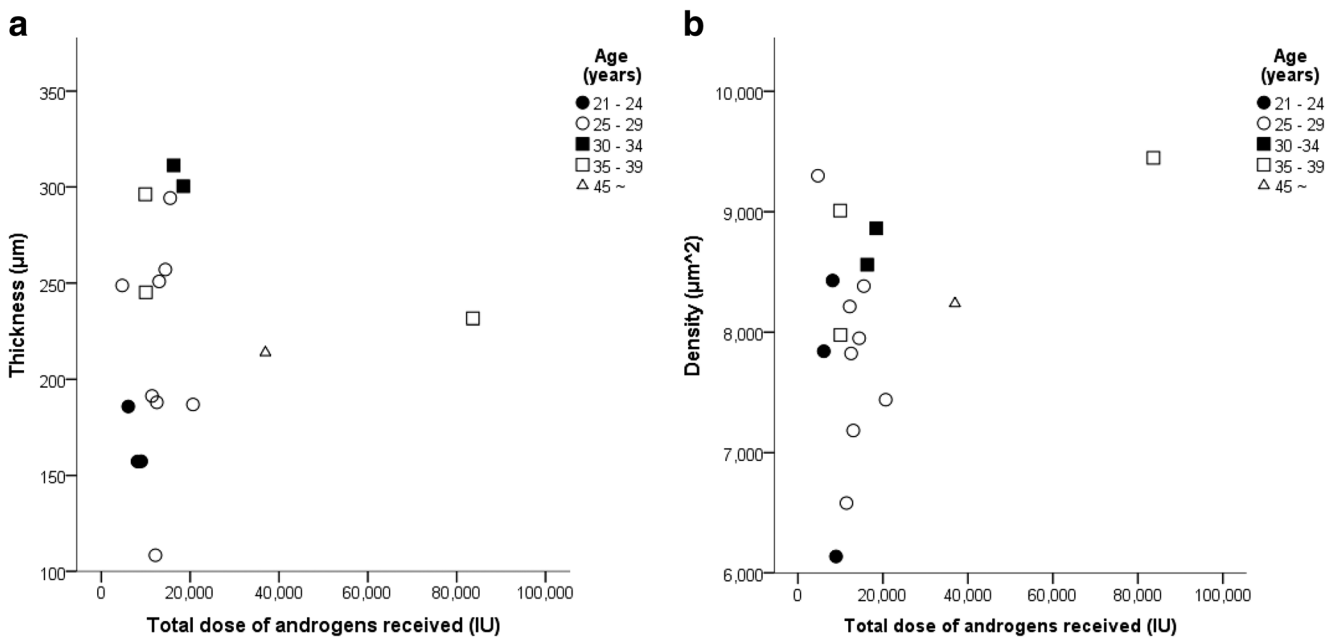 a
Age
(years)
21 - 24
25 - 29
30 - 34
35 - 39
45 ~
350
300
250
200
150
100
Thickness (µm)
0 20,000 40,000 60,000 80,000 100,000
Total dose of androgens received (IU)
b
Age
(years)
21 - 24
25 - 29
30 -34
35 - 39
45 ~
10,000
9,000
8,000
7,000
6,000
Density (µm^2)
0 20,000 40,000 60,000 80,000 100,000
Total dose of androgens received (IU)